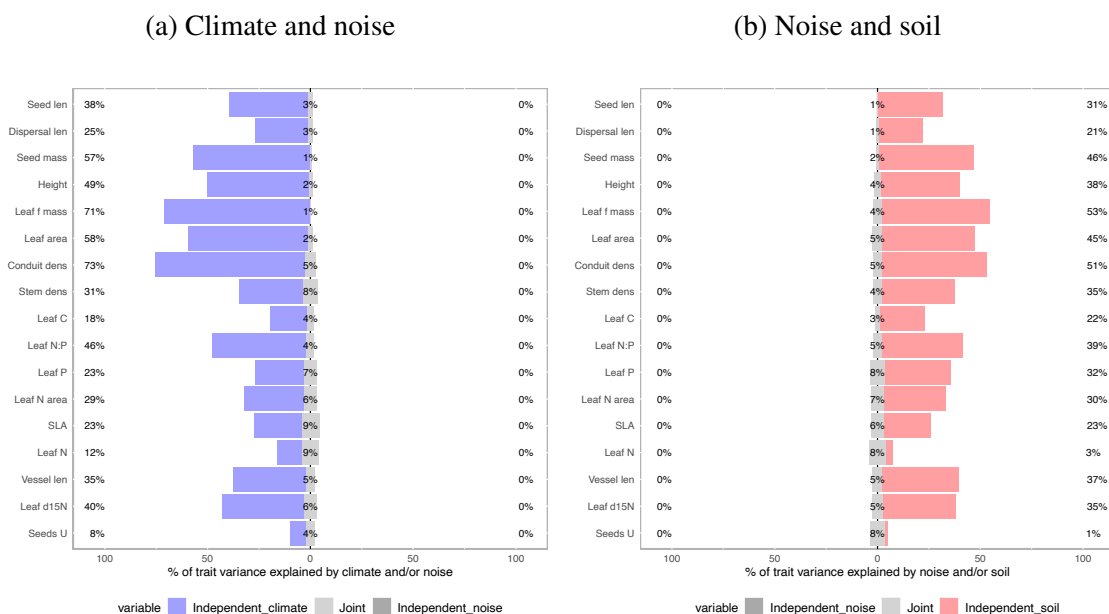 (a) Climate and noise
Seed len 38% 3% 0%
Dispersal len 25% 3% 0%
Seed mass 57% 1% 0%
Height 49% 2% 0%
Leaf f mass 71% 1% 0%
Leaf area 58% 2% 0%
Conduit dens 73% 5% 0%
Stem dens 31% 8% 0%
Leaf C 18% 4% 0%
Leaf N:P 46% 4% 0%
Leaf P 23% 7% 0%
Leaf N area 29% 6% 0%
SLA 23% 9% 0%
Leaf N 12% 9% 0%
Vessel len 35% 5% 0%
Leaf d15N 40% 6% 0%
Seeds U 8% 4% 0%
100 50 0 50 100
% of trait variance explained by climate and/or noise
variable Independent_climate Joint Independent_noise
(b) Noise and soil
Seed len 0% 1% 31%
Dispersal len 0% 1% 21%
Seed mass 0% 2% 46%
Height 0% 4% 38%
Leaf f mass 0% 4% 53%
Leaf area 0% 5% 45%
Conduit dens 0% 5% 51%
Stem dens 0% 4% 35%
Leaf C 0% 3% 22%
Leaf N:P 0% 5% 39%
Leaf P 0% 8% 32%
Leaf N area 0% 7% 30%
SLA 0% 6% 23%
Leaf N 0% 8% 3%
Vessel len 0% 5% 37%
Leaf d15N 0% 5% 35%
Seeds U 0% 8% 1%
100 50 0 50 100
% of trait variance explained by noise and/or soil
variable Independent_noise Joint Independent_soil